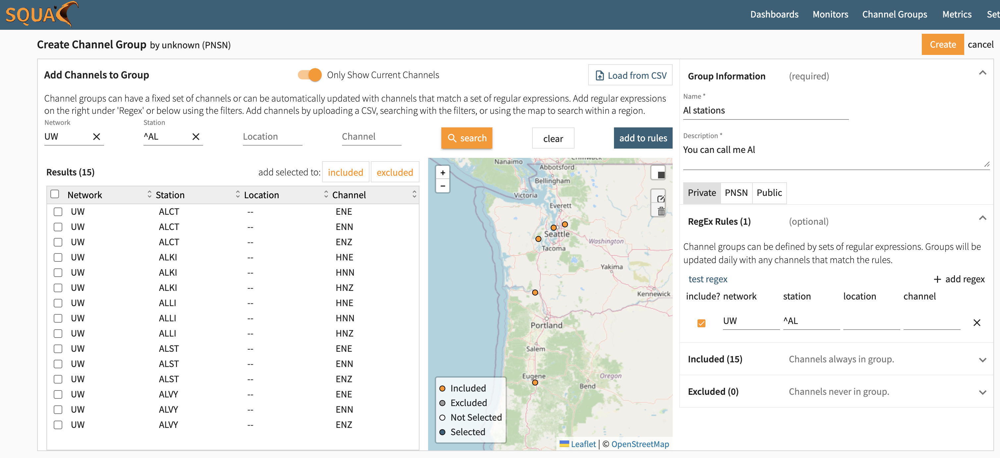 SQUAC
Dashboards Monitors Channel Groups Metrics Set
Create Channel Group by unknown (PNSN)
Create cancel
Add Channels to Group
Only Show Current Channels
Load from CSV
Channel groups can have a fixed set of channels or can be automatically updated with channels that match a set of regular expressions. Add regular expressions
on the right under 'Regex' or below using the filters. Add channels by uploading a CSV, searching with the filters, or using the map to search within a region.
Network Station
UW ^AL Location Channel
search clear add to rules
Results (15) add selected to: included excluded
Network Station Location Channel
UW ALCT -- ENE
UW ALCT -- ENN
UW ALCT -- ENZ
UW ALKI -- HNE
UW ALKI -- HNN
UW ALKI -- HNZ
UW ALLI -- HNE
UW ALLI -- HNN
UW ALLI -- HNZ
UW ALST -- ENE
UW ALST -- ENN
UW ALST -- ENZ
UW ALVY -- ENE
UW ALVY -- ENN
UW ALVY -- ENZ
+
−
Chilliwack
Nanaimo
Abbotsford
Bellingham
Victoria
Everett
Seattle
Washington
Tacoma
Yakima
Kennewick
Portland
Salem
Eugene
Oregon
Bend
Included
Excluded
Not Selected
Selected
Leaflet | © OpenStreetMap
Group Information (required)
Name *
Al stations
Description *
You can call me Al
Private PNSN Public
RegEx Rules (1) (optional)
Channel groups can be defined by sets of regular expressions. Groups will be
updated daily with any channels that match the rules.
test regex + add regex
include? network station location channel
UW ^AL
Included (15) Channels always in group.
Excluded (0) Channels never in group.